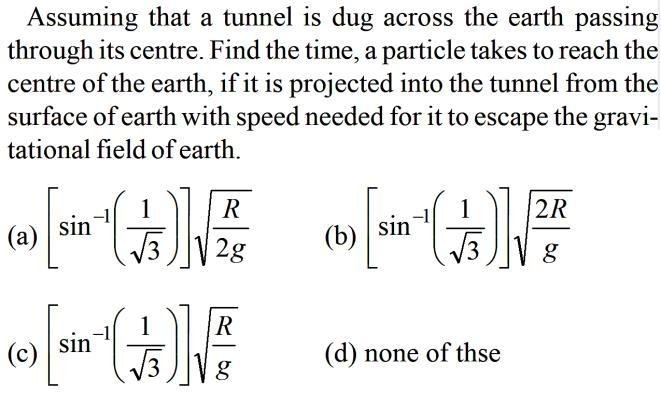 Assuming that a tunnel is dug across the earth passing
through its centre. Find the time, a particle takes to reach the
centre of the earth, if it is projected into the tunnel from the
surface of earth with speed needed for it to escape the gravi-
tational field of earth.
(a) [sin⁻¹(1/√3)]√(R/2g) (b) [sin⁻¹(1/√3)]√(2R/g)
(c) [sin⁻¹(1/√3)]√(R/g) (d) none of thse